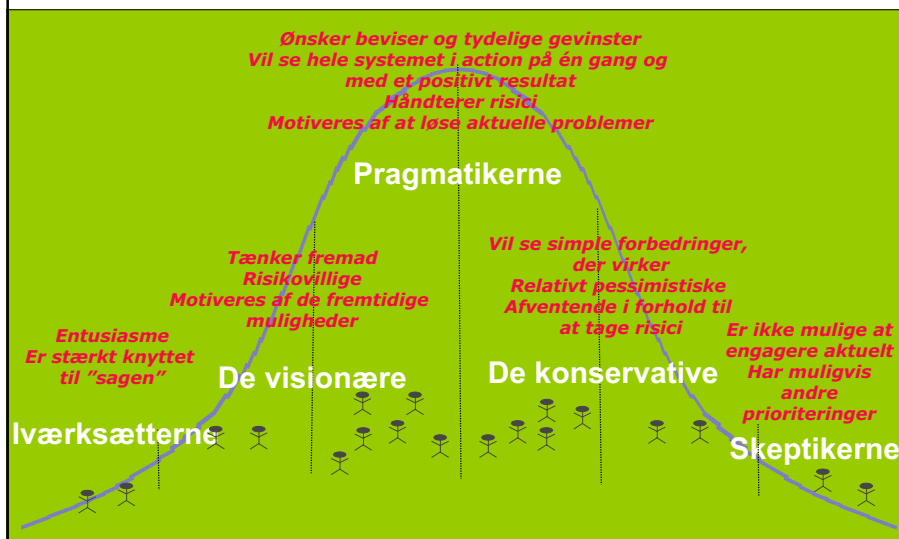 Ønsker beviser og tydelige gevinster
Vil se hele systemet i action på én gang og
med et positivt resultat
Håndterer risici
Motiveres af at løse aktuelle problemer
Pragmatikerne
Tænker fremad
Risikovillige
Motiveres af de fremtidige
muligheder
De visionære
Vil se simple forbedringer,
der virker
Relativt pessimistiske
Afventende i forhold til
at tage risici
De konservative
Entusiasme
Er stærkt knyttet
til ”sagen”
Iværksætterne
Er ikke mulige at
engagere aktuelt
Har muligvis
andre
prioriteringer
Skeptikerne